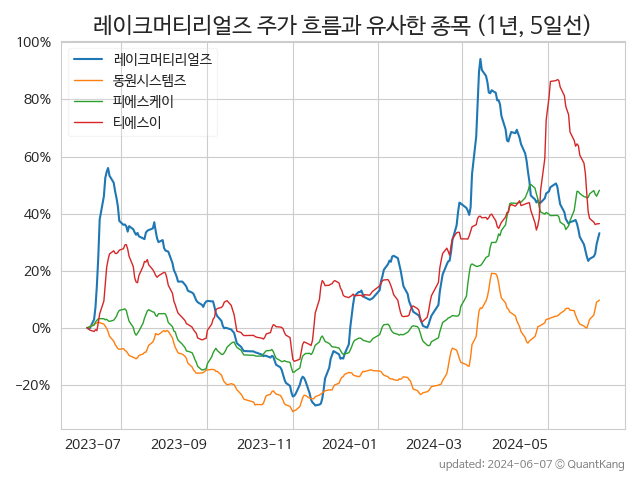 레이크머티리얼즈 주가 흐름과 유사한 종목 (1년, 5일선)
100%
80%
60%
40%
20%
0%
−20%
레이크머티리얼즈
동원시스템즈
피에스케이
티에스이
2023-07
2023-09
2023-11
2024-01
2024-03
2024-05
updated: 2024-06-07 © QuantKang